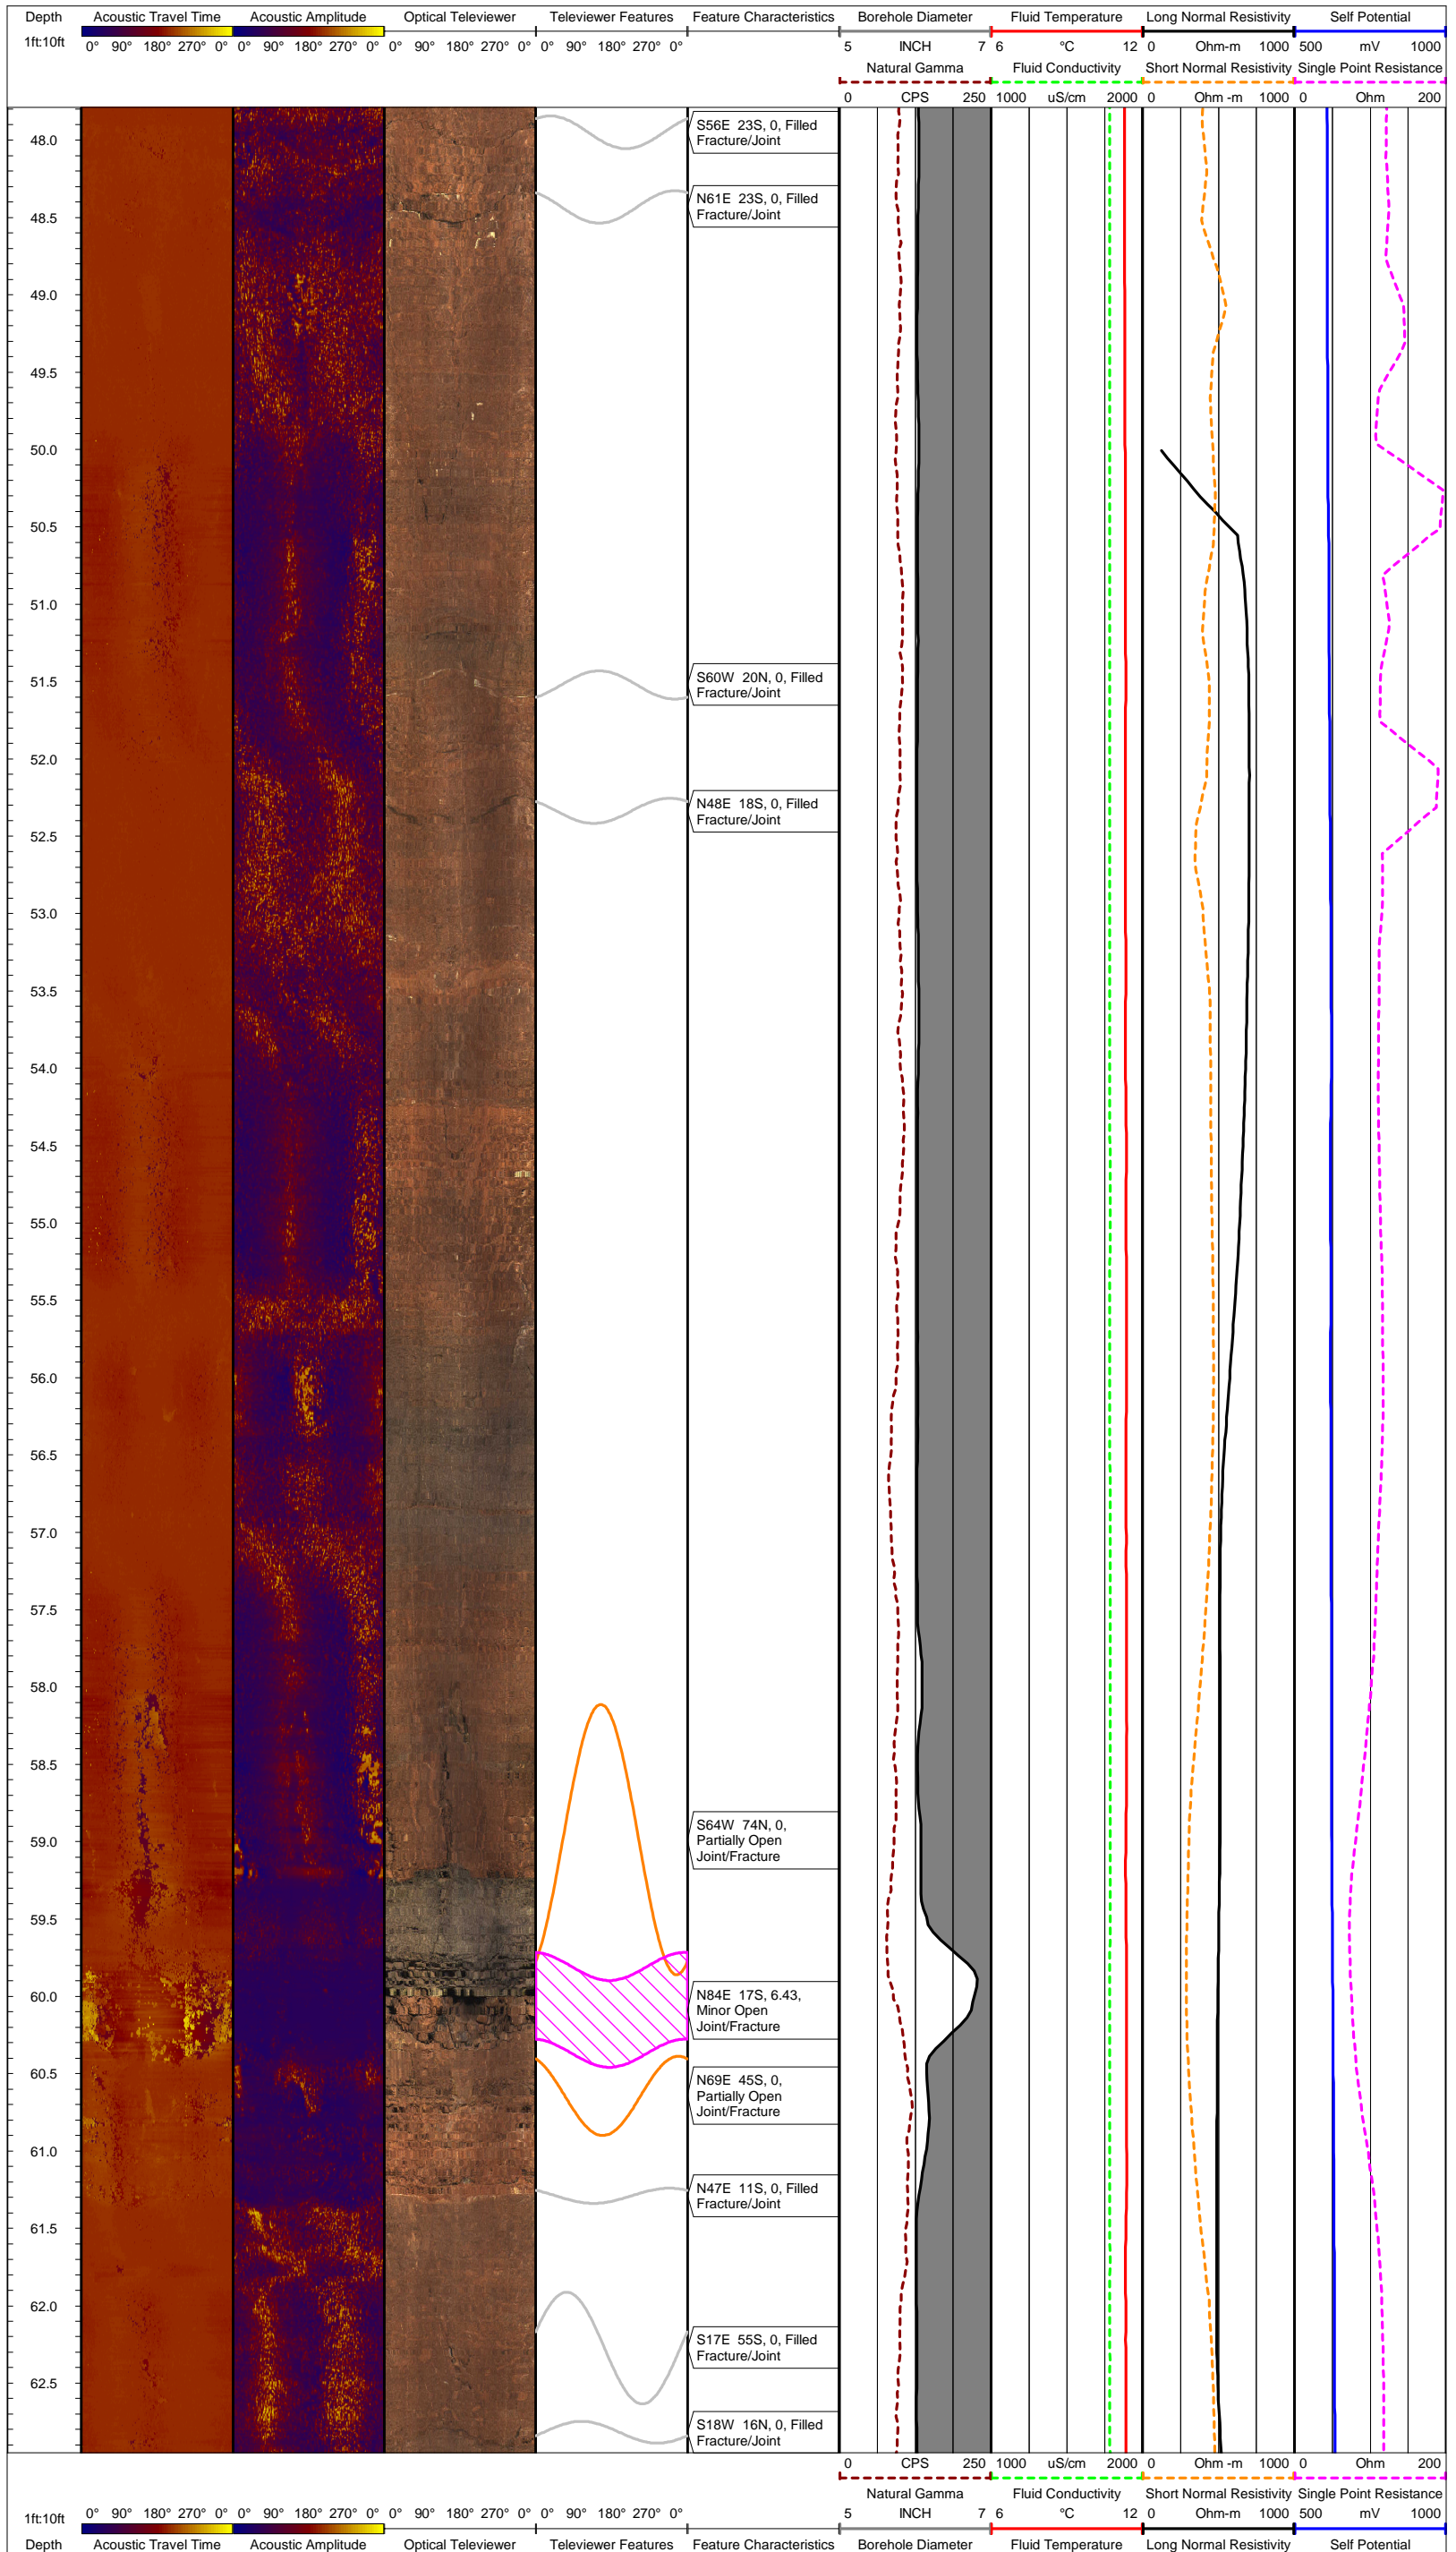 Depth Acoustic Travel Time Acoustic Amplitude Optical Televiewer Televiewer Features Feature Characteristics Borehole Diameter Fluid Temperature Long Normal Resistivity Self Potential
1ft:10ft 0° 90° 180° 270° 0° 0° 90° 180° 270° 0° 0° 90° 180° 270° 0° 0° 90° 180° 270° 0° 5 INCH 7 6 °C 12 0 Ohm-m 1000 500 mV 1000
Natural Gamma Fluid Conductivity Short Normal Resistivity Single Point Resistance
0 CPS 250 1000 uS/cm 2000 0 Ohm -m 1000 0 Ohm 200
S56E 23S, 0, Filled
48.0 Fracture/Joint
N61E 23S, 0, Filled
48.5 Fracture/Joint
49.0
49.5
50.0
50.5
51.0
51.5 S60W 20N, 0, Filled
Fracture/Joint
52.0
N48E 18S, 0, Filled
Fracture/Joint
52.5
53.0
53.5
54.0
54.5
55.0
55.5
56.0
56.5
57.0
57.5
58.0
58.5
S64W 74N, 0,
59.0 Partially Open
Joint/Fracture
59.5
60.0 N84E 17S, 6.43,
Minor Open
Joint/Fracture
60.5 N69E 45S, 0,
Partially Open
Joint/Fracture
61.0
N47E 11S, 0, Filled
Fracture/Joint
61.5
62.0
S17E 55S, 0, Filled
Fracture/Joint
62.5
S18W 16N, 0, Filled
Fracture/Joint
0 CPS 250 1000 uS/cm 2000 0 Ohm -m 1000 0 Ohm 200
Natural Gamma Fluid Conductivity Short Normal Resistivity Single Point Resistance
1ft:10ft 0° 90° 180° 270° 0° 0° 90° 180° 270° 0° 0° 90° 180° 270° 0° 0° 90° 180° 270° 0° 5 INCH 7 6 °C 12 0 Ohm-m 1000 500 mV 1000
Depth Acoustic Travel Time Acoustic Amplitude Optical Televiewer Televiewer Features Feature Characteristics Borehole Diameter Fluid Temperature Long Normal Resistivity Self Potential